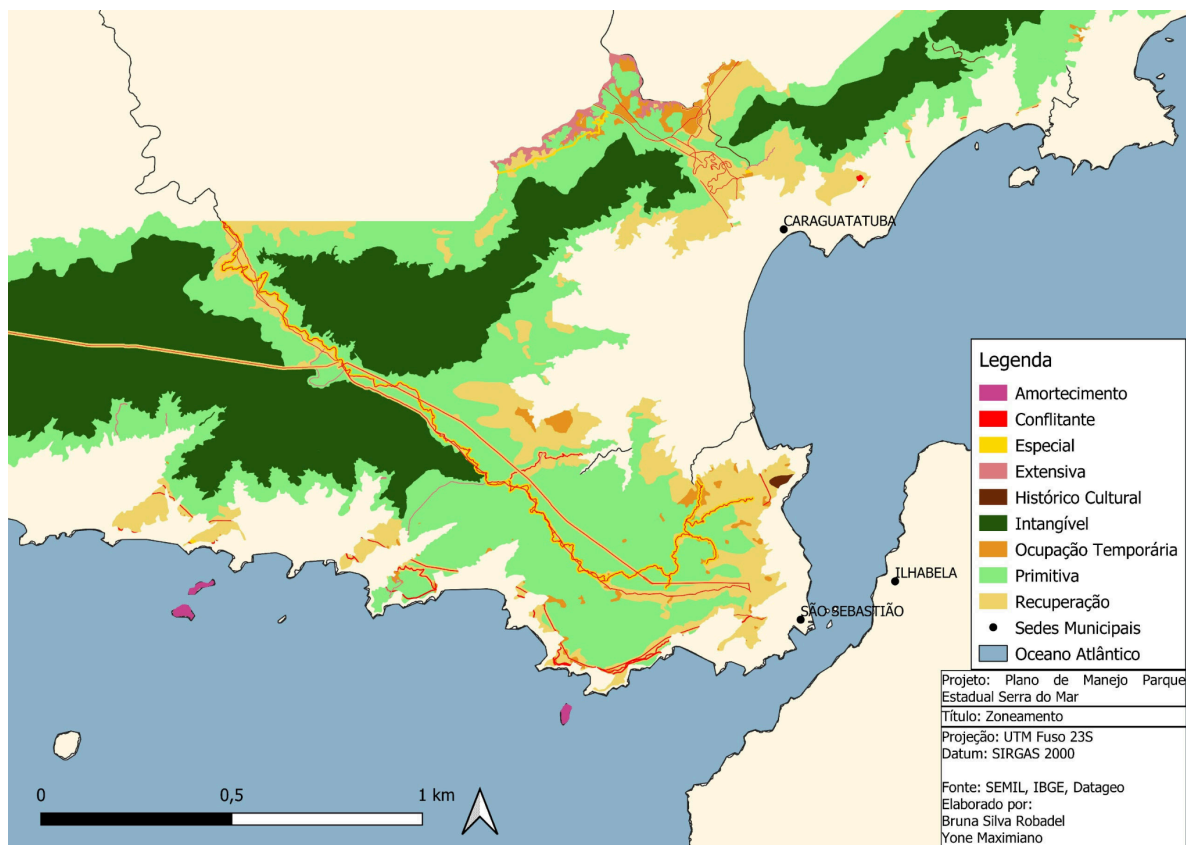 CARAGUATATUBA
ILHABELA
SÃO SEBASTIÃO
Legenda
Amortecimento
Conflitante
Especial
Extensiva
Histórico Cultural
Intangível
Ocupação Temporária
Primitiva
Recuperação
Sedes Municipais
Oceano Atlântico
Projeto: Plano de Manejo Parque
Estadual Serra do Mar
Título: Zoneamento
Projeção: UTM Fuso 23S
Datum: SIRGAS 2000
Fonte: SEMIL, IBGE, Datageo
Elaborado por:
Bruna Silva Robadel
Yone Maximiano
0 0,5 1 km